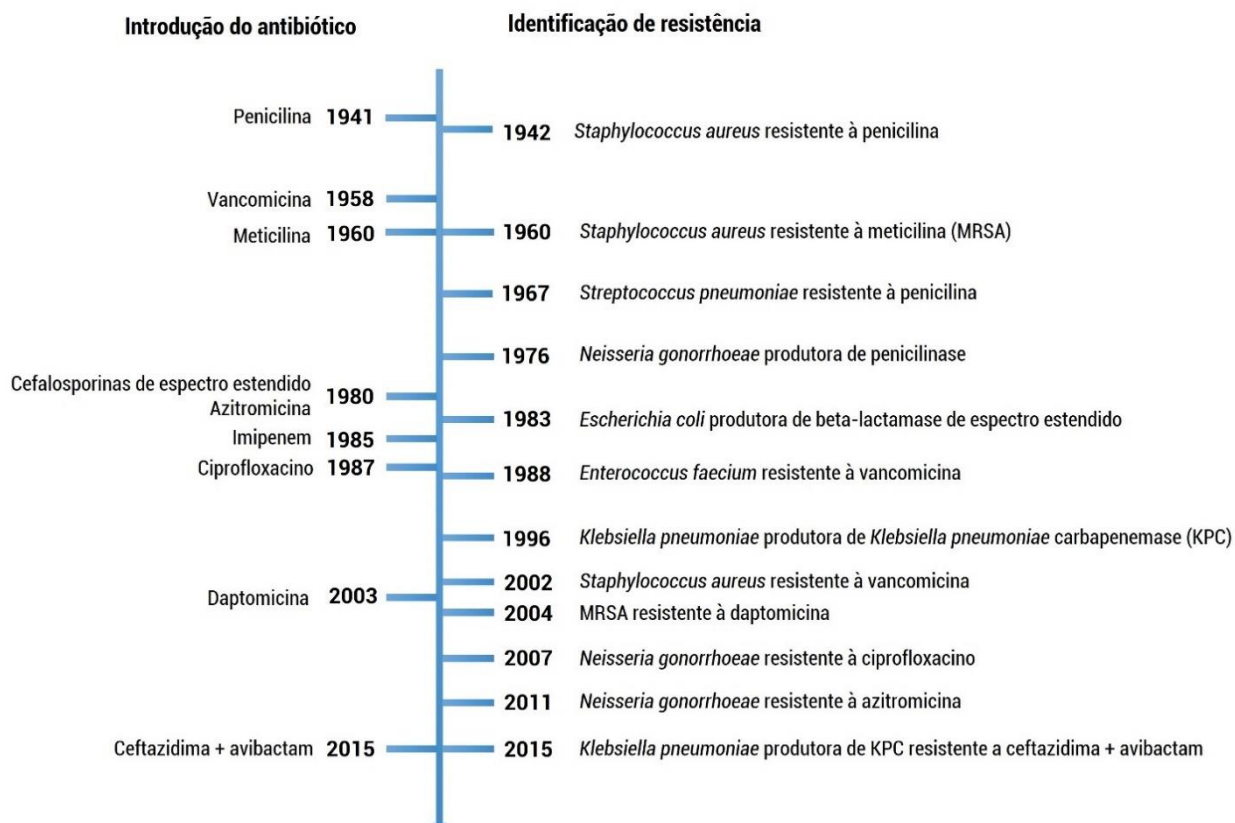 Introdução do antibiótico
Identificação de resistência
Penicilina 1941
1942 Staphylococcus aureus resistente à penicilina
Vancomicina 1958
Meticilina 1960
1960 Staphylococcus aureus resistente à meticilina (MRSA)
1967 Streptococcus pneumoniae resistente à penicilina
1976 Neisseria gonorrhoeae produtora de penicilinase
Cefalosporinas de espectro estendido
Azitromicina 1980
1983 Escherichia coli produtora de beta-lactamase de espectro estendido
Imipenem 1985
Ciprofloxacino 1987
1988 Enterococcus faecium resistente à vancomicina
1996 Klebsiella pneumoniae produtora de Klebsiella pneumoniae carbapenemase (KPC)
2002 Staphylococcus aureus resistente à vancomicina
Daptomicina 2003
2004 MRSA resistente à daptomicina
2007 Neisseria gonorrhoeae resistente à ciprofloxacino
2011 Neisseria gonorrhoeae resistente à azitromicina
Ceftazidima + avibactam 2015
2015 Klebsiella pneumoniae produtora de KPC resistente a ceftazidima + avibactam